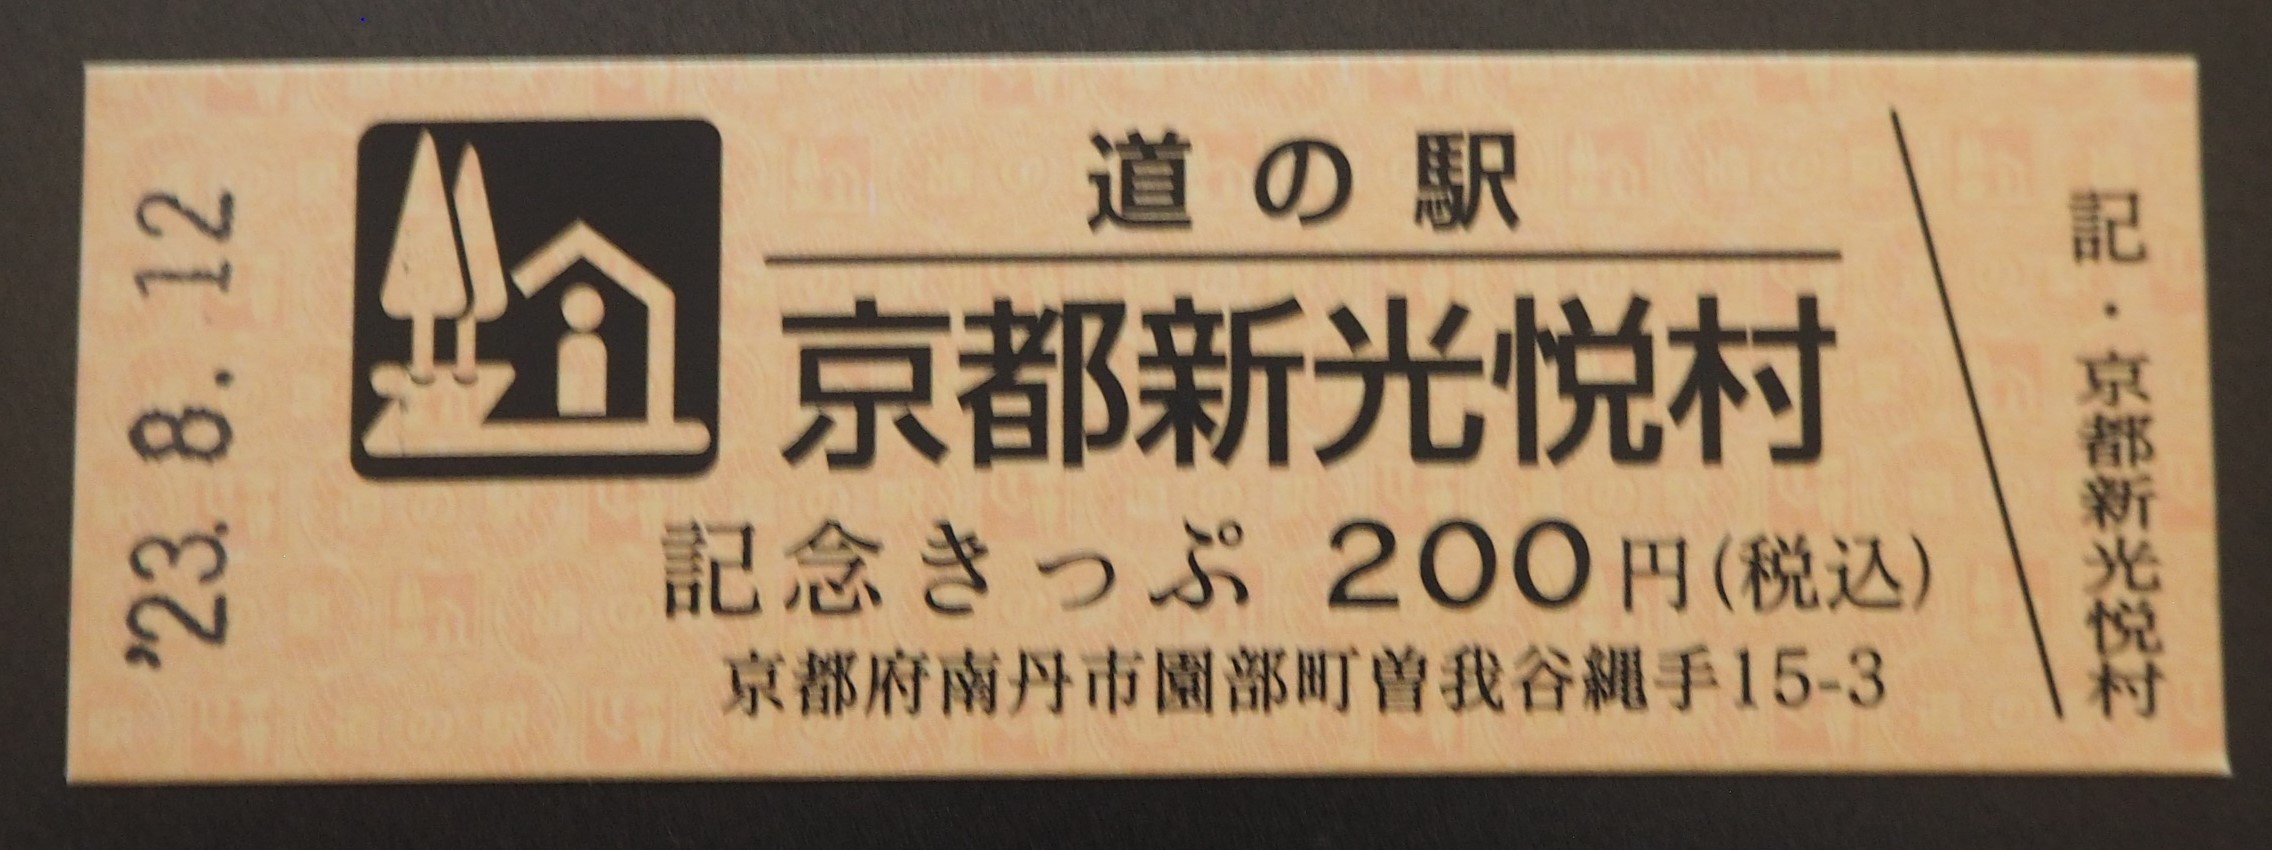 '23.8.12
道の駅
京都新光悦村
記念きっぷ 200円(税込)
京都府南丹市園部町曽我谷縄手15-3
記・京都新光悦村